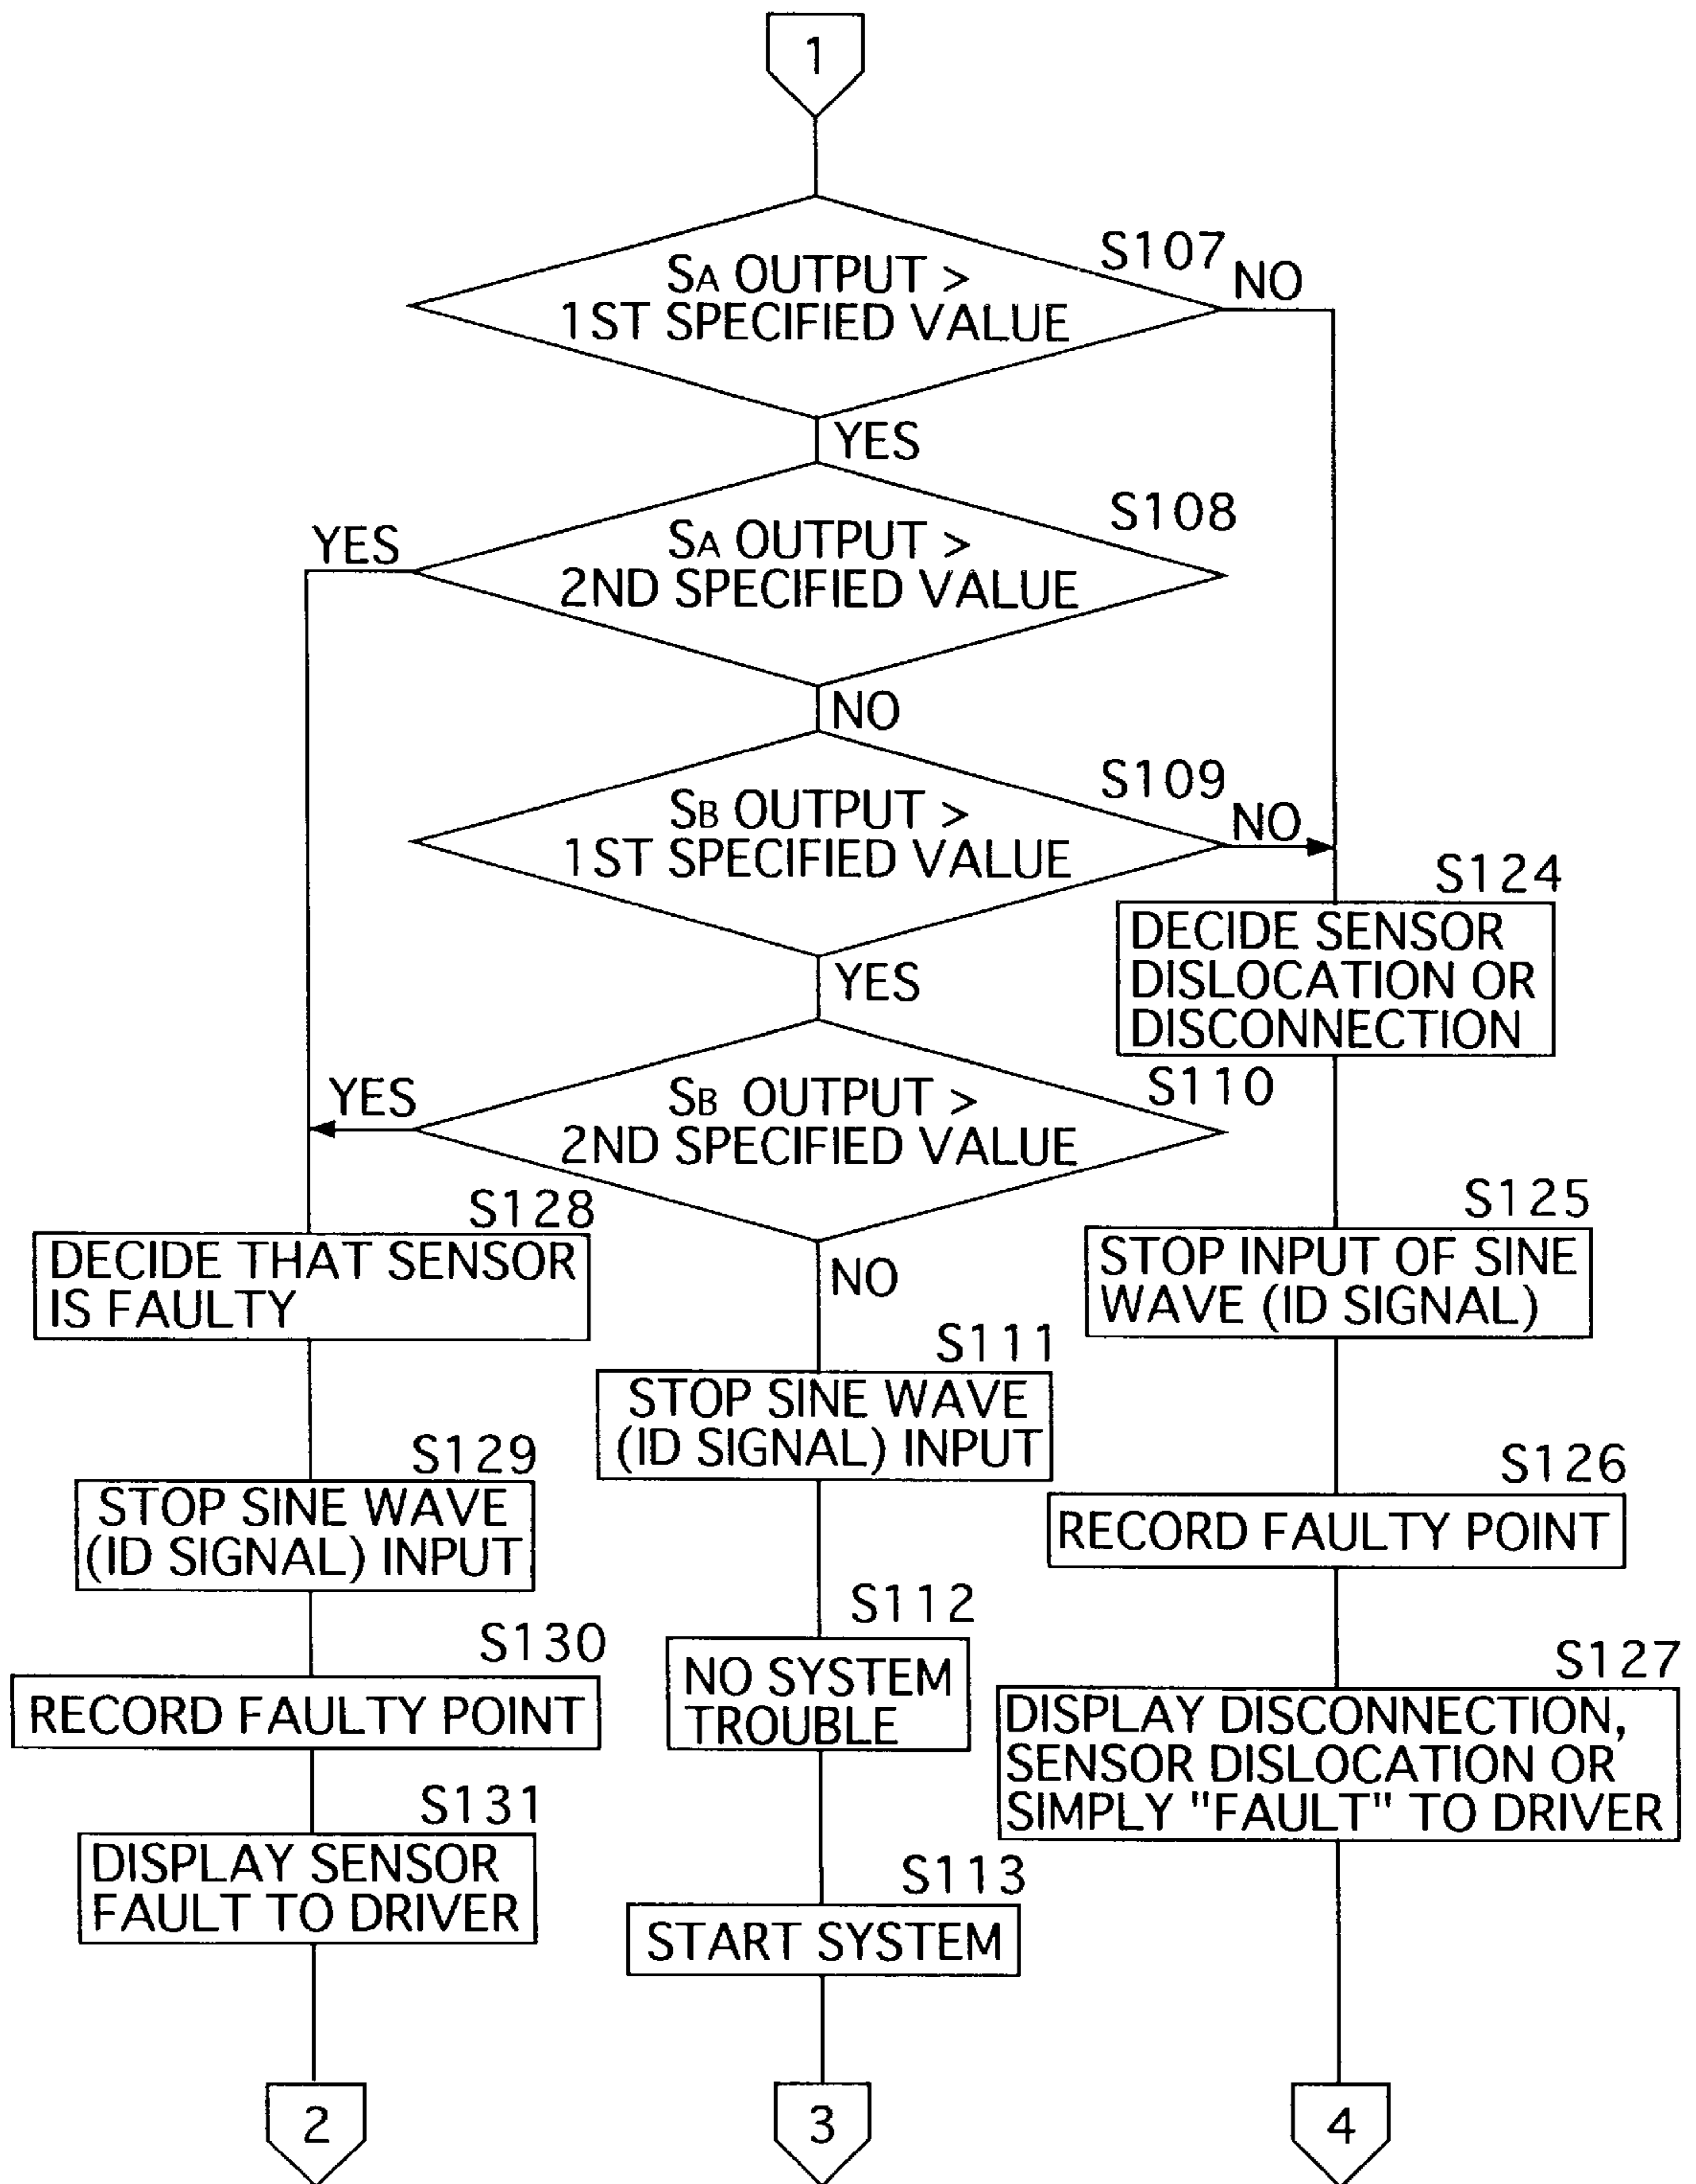 1
S107
SA OUTPUT >
1ST SPECIFIED VALUE
NO
YES
S108
SA OUTPUT >
2ND SPECIFIED VALUE
YES
NO
S109
SB OUTPUT >
1ST SPECIFIED VALUE
NO
YES
S124
DECIDE SENSOR
DISLOCATION OR
DISCONNECTION
S110
SB OUTPUT >
2ND SPECIFIED VALUE
YES
NO
S128
DECIDE THAT SENSOR
IS FAULTY
S125
STOP INPUT OF SINE
WAVE (ID SIGNAL)
S111
STOP SINE WAVE
(ID SIGNAL) INPUT
S129
STOP SINE WAVE
(ID SIGNAL) INPUT
S126
RECORD FAULTY POINT
S112
NO SYSTEM
TROUBLE
S130
RECORD FAULTY POINT
S127
DISPLAY DISCONNECTION,
SENSOR DISLOCATION OR
SIMPLY "FAULT" TO DRIVER
S131
DISPLAY SENSOR
FAULT TO DRIVER
S113
START SYSTEM
2
3
4